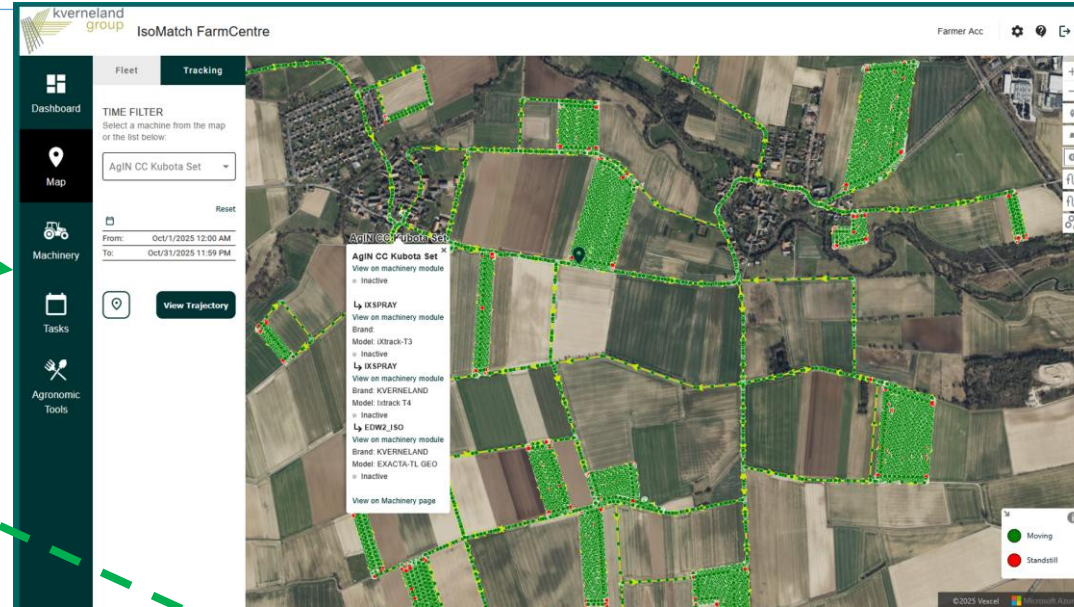 kverneland
group
IsoMatch FarmCentre
Farmer Acc
Dashboard
Map
Machinery
Tasks
Agronomic
Tools
Fleet
Tracking
TIME FILTER
Select a machine from the map
or the list below:
AgIN CC Kubota Set
Reset
From: Oct/1/2025 12:00 AM
To: Oct/31/2025 11:59 PM
View Trajectory
AgIN CC Kubota Set
AgIN CC Kubota Set
View on machinery module
Inactive
IXSPRAY
View on machinery module
Brand:
Model: iXtrack-T3
Inactive
IXSPRAY
View on machinery module
Brand: KVERNELAND
Model: Ixtrack T4
Inactive
EDW2_ISO
View on machinery module
Brand: KVERNELAND
Model: EXACTA-TL GEO
Inactive
View on Machinery page
Moving
Standstill
©2025 Vexcel
Microsoft